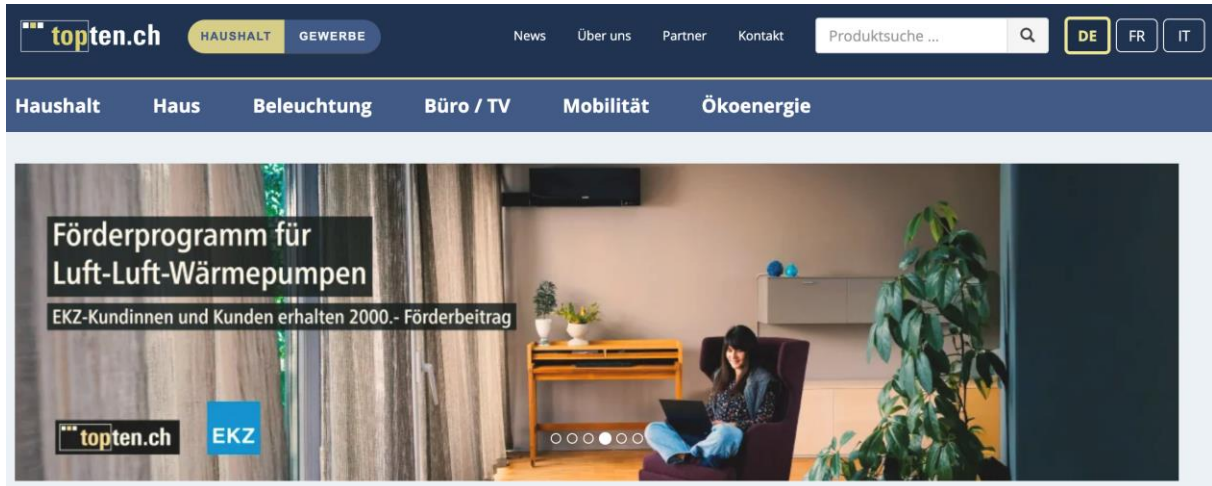 topten.ch
HAUSHALT GEWERBE
News Über uns Partner Kontakt
Produktsuche ...
DE FR IT
Haushalt Haus Beleuchtung Büro / TV Mobilität Ökoenergie
Förderprogramm für
Luft-Luft-Wärmepumpen
EKZ-Kundinnen und Kunden erhalten 2000.- Förderbeitrag
topten.ch
EKZ